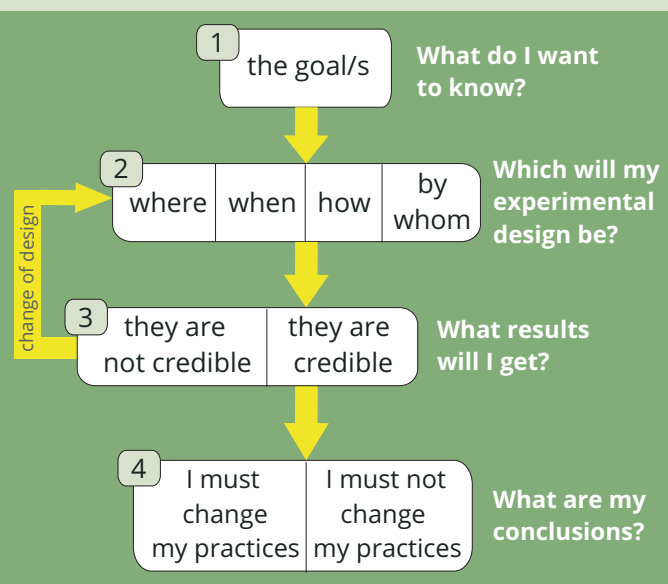 1
the goal/s
What do I want
to know?
2
where
when
how
by
whom
Which will my
experimental
design be?
change of design
3
they are
not credible
they are
credible
What results
will I get?
4
I must
change
my practices
I must not
change
my practices
What are my
conclusions?